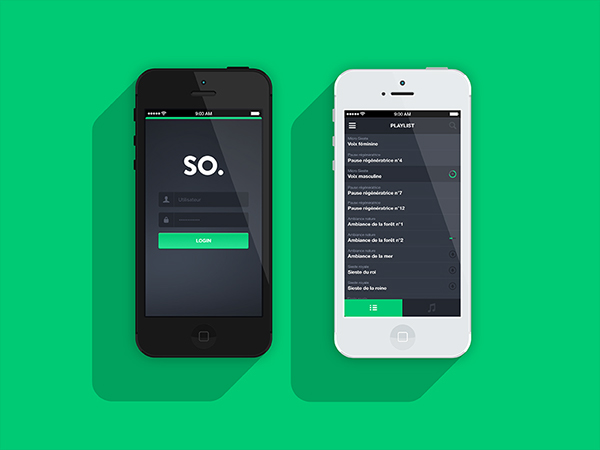 9:00 AM
SO.
Utilisateur
LOGIN
9:00 AM
PLAYLIST
Micro Sieste
Voix féminine
Pause régénératrice
Pause régénératrice n°4
Micro Sieste
Voix masculine
Pause régénératrice
Pause régénératrice n°7
Pause régénératrice
Pause régénératrice n°12
Ambiance nature
Ambiance de la forêt n°1
Ambiance nature
Ambiance de la forêt n°2
Ambiance nature
Ambiance de la mer
Sieste royale
Sieste du roi
Sieste royale
Sieste de la reine